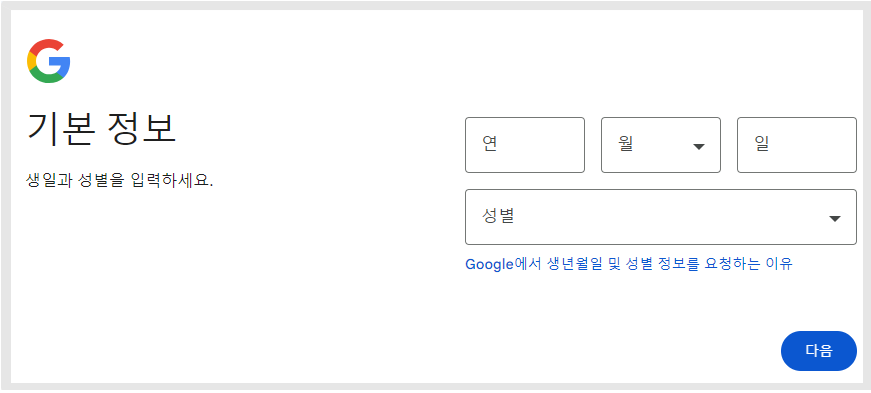 기본 정보
생일과 성별을 입력하세요.
연
월
일
성별
Google에서 생년월일 및 성별 정보를 요청하는 이유
다음